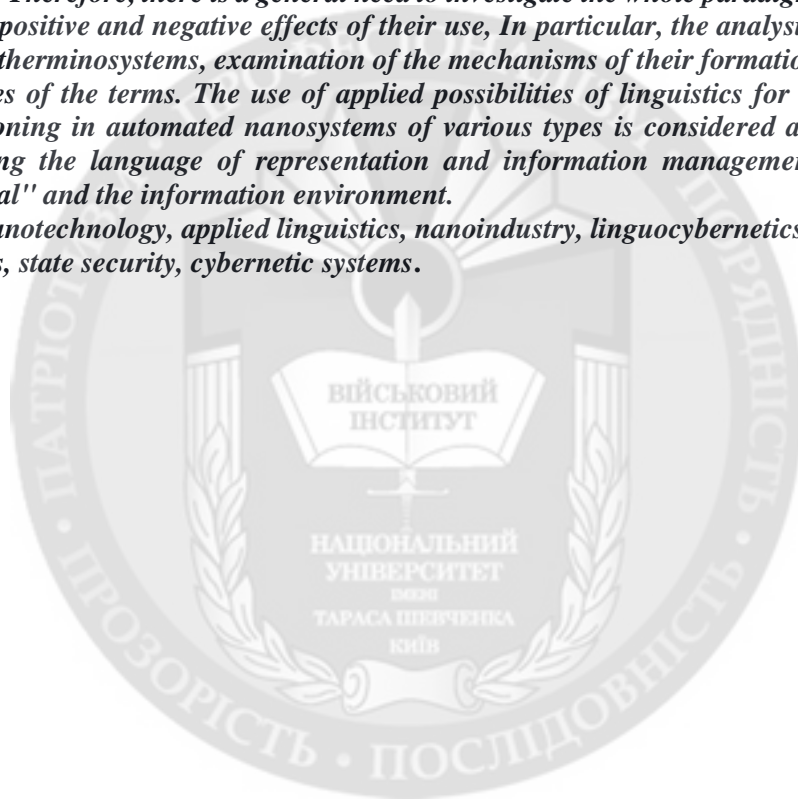 Therefore, there is a general need to investigate the whole paradig
positive and negative effects of their use, In particular, the analys
therminosystems, examination of the mechanisms of their formatio
es of the terms. The use of applied possibilities of linguistics for
oning in automated nanosystems of various types is considered a
ng the language of representation and information managemen
al" and the information environment.
anotechnology, applied linguistics, nanoindustry, linguocybernetics
s, state security, cybernetic systems.
ВІЙСЬКОВИЙ
ІНСТИТУТ
НАЦІОНАЛЬНИЙ
УНІВЕРСИТЕТ
ІМЕНІ
ТАРАСА ШЕВЧЕНКА
КИЇВ
ПОРЯДНІСТЬ
ПРОЗОРІСТЬ • ПОСЛІДОВНІСТЬ